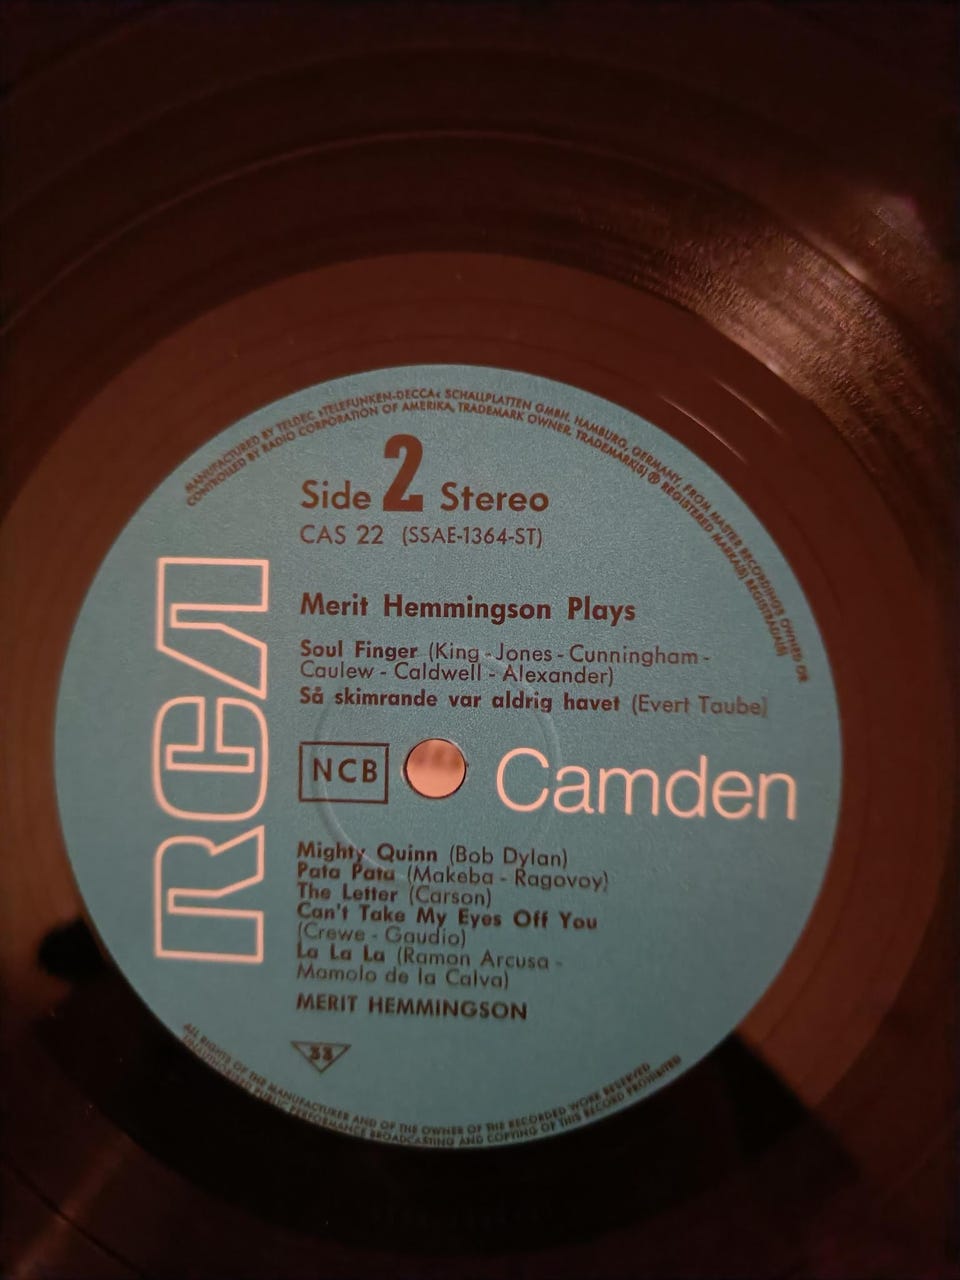 MANUFACTURED BY TELDEC »TELEFUNKEN-DECCA« SCHALLPLATTEN GMBH. HAMBURG, GERMANY, FROM MASTER RECORDINGS OWNED OR
CONTROLLED BY RADIO CORPORATION OF AMERIKA, TRADEMARK OWNER, TRADEMARK(S) ® REGISTERED MARKA(S) REGISTRADA(S)
Side 2 Stereo
CAS 22 (SSAE-1364-ST)
Merit Hemmingson Plays
Soul Finger (King - Jones - Cunningham -
Caulew - Caldwell - Alexander)
Så skimrande var aldrig havet (Evert Taube)
RCA
NCB
Camden
Mighty Quinn (Bob Dylan)
Pata Pata (Makeba - Ragovoy)
The Letter (Carson)
Can't Take My Eyes Off You
(Crewe - Gaudio)
La La La (Ramon Arcusa -
Mamolo de la Calva)
MERIT HEMMINGSON
33
ALL RIGHTS OF THE MANUFACTURER AND OF THE OWNER OF THE RECORDED WORK RESERVED
UNAUTHORISED PUBLIC PERFORMANCE BROADCASTING AND COPYING OF THIS RECORD PROHIBITED